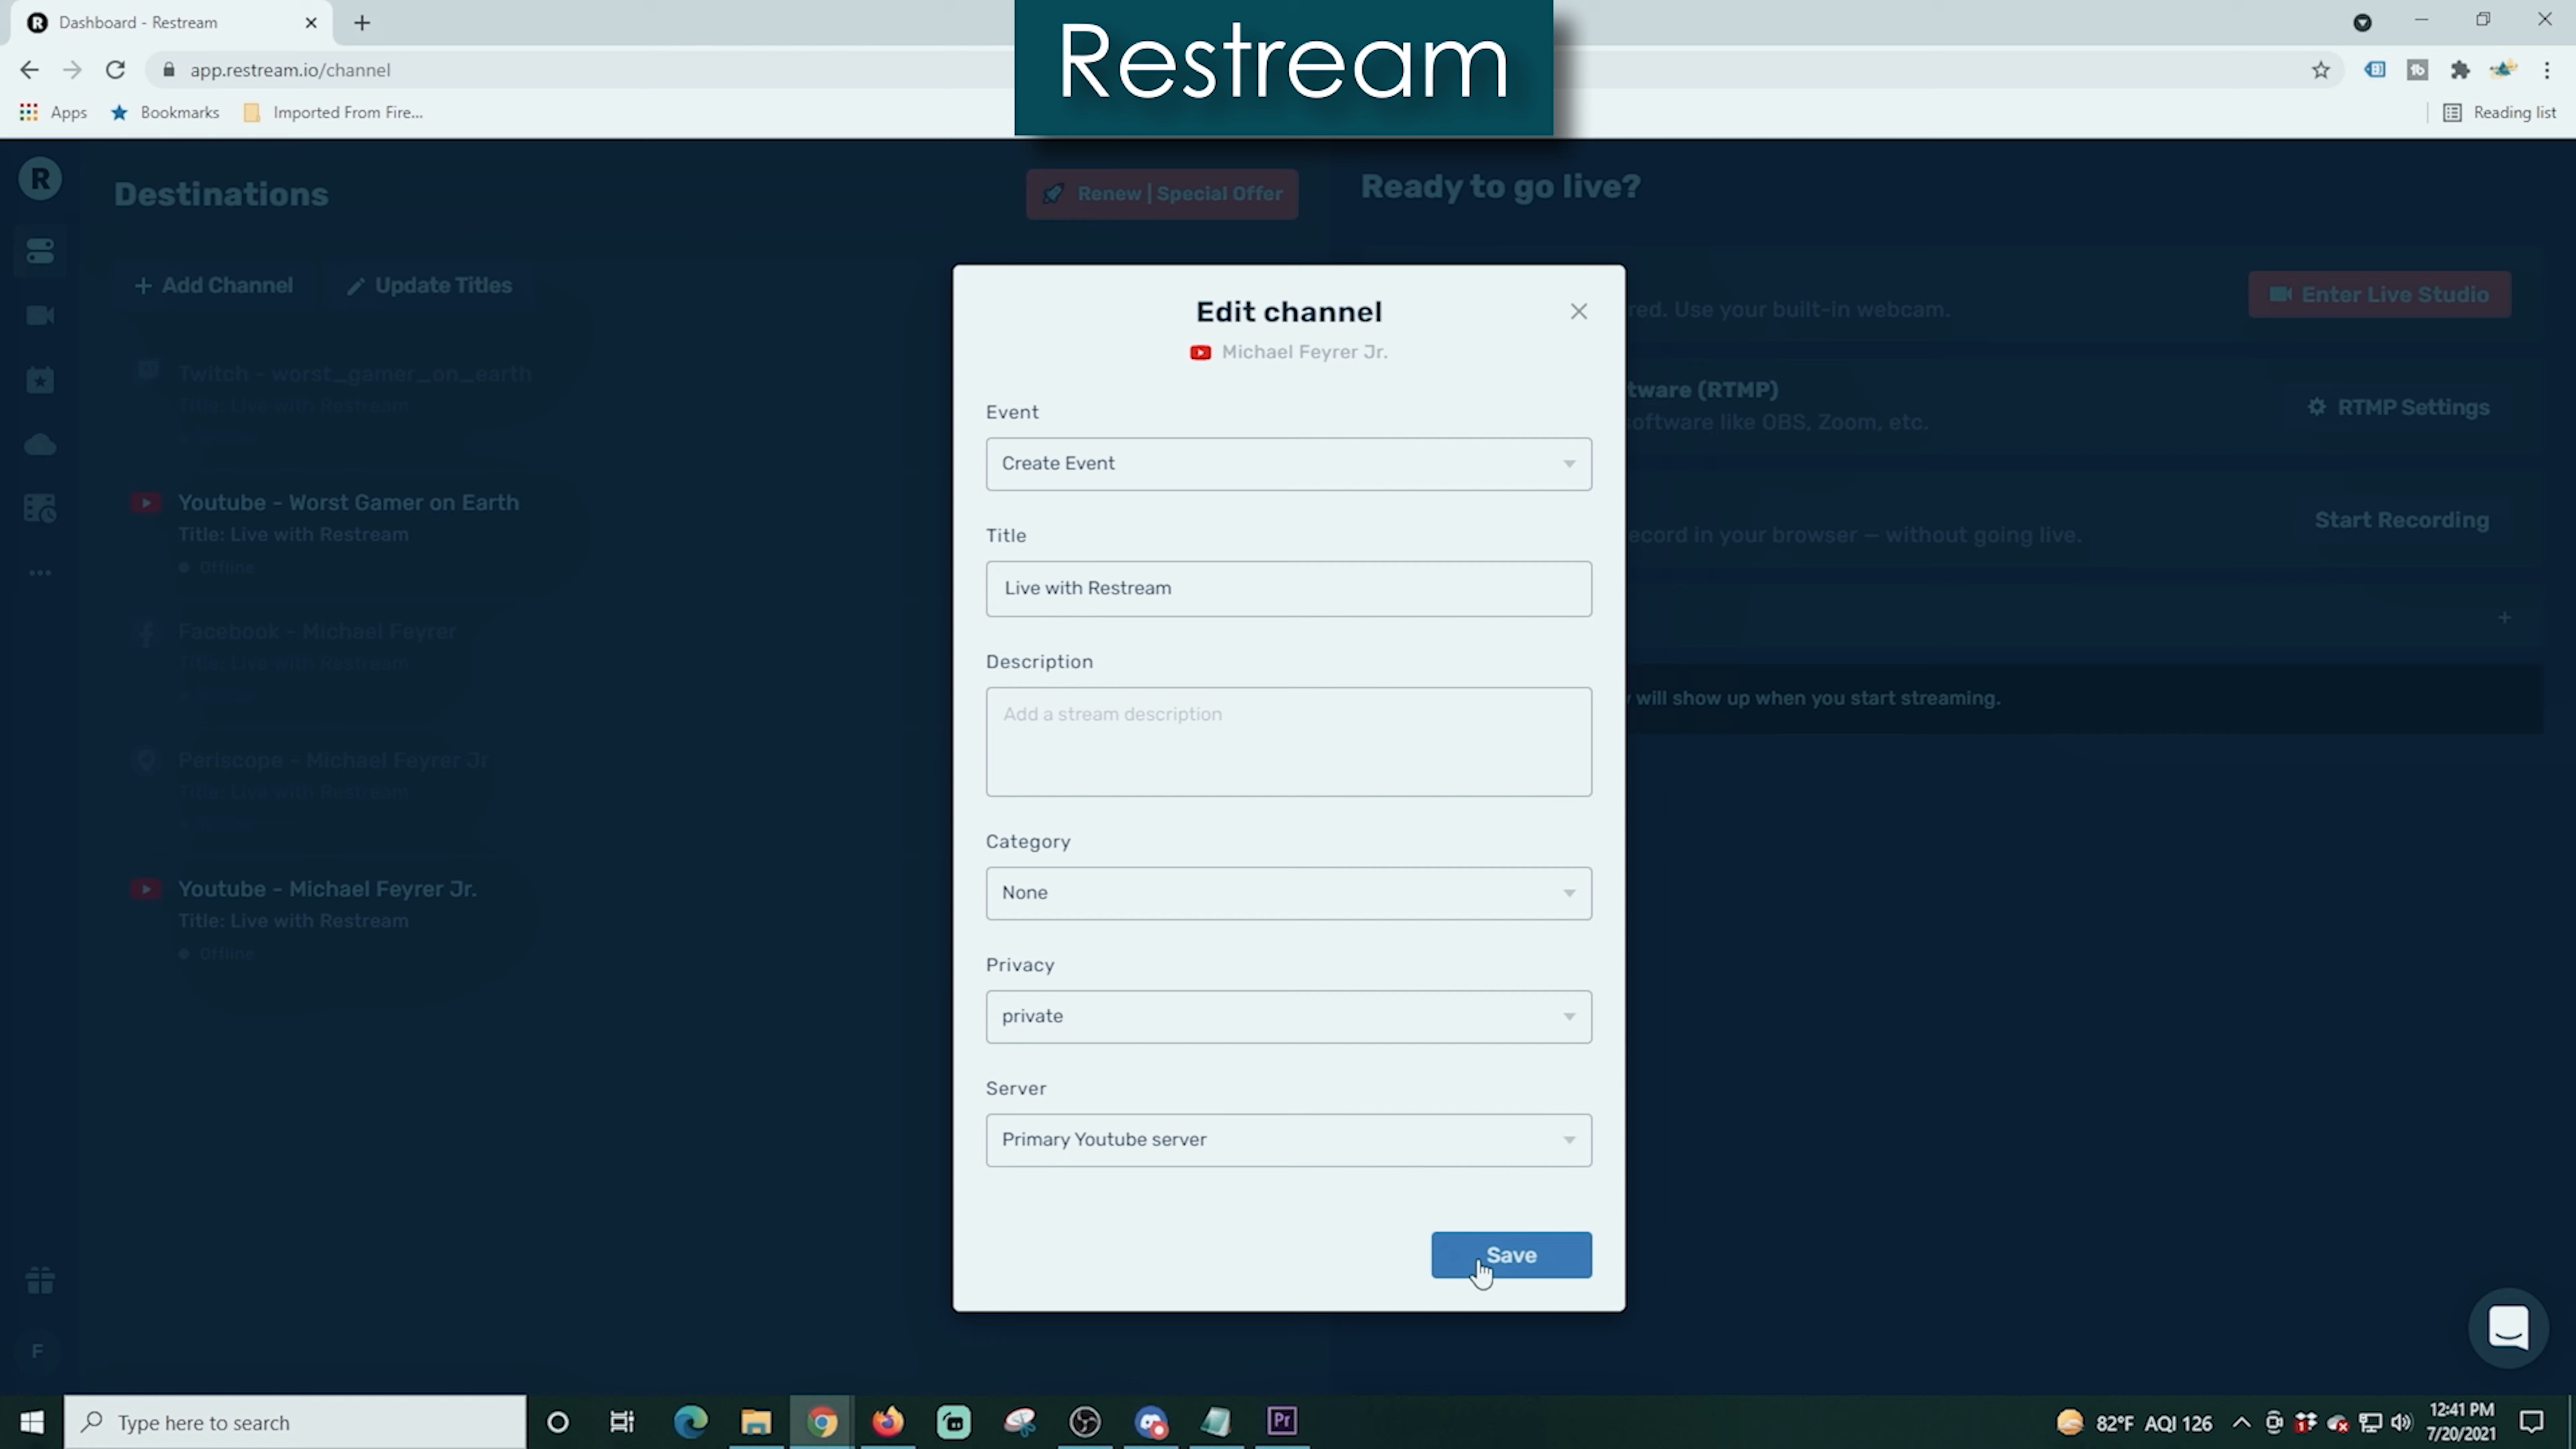 Dashboard - Restream
Restream
app.restream.io/channel
Apps
Bookmarks
Imported From Fire...
Reading list
R
Destinations
Renew | Special Offer
Ready to go live?
+ Add Channel
Update Titles
Edit channel
Michael Feyrer Jr.
red. Use your built-in webcam.
Enter Live Studio
Twitch - worst_gamer_on_earth
Title: Live with Restream
tware (RTMP)
software like OBS, Zoom, etc.
RTMP Settings
Event
Create Event
Youtube - Worst Gamer on Earth
Title: Live with Restream
Offline
Title
Live with Restream
ecord in your browser — without going live.
Start Recording
Facebook - Michael Feyrer
Title: Live with Restream
Description
Add a stream description
will show up when you start streaming.
Periscope - Michael Feyrer Jr
Title: Live with Restream
Category
None
Youtube - Michael Feyrer Jr.
Title: Live with Restream
Offline
Privacy
private
Server
Primary Youtube server
Save
F
Type here to search
Pr
82°F AQI 126
12:41 PM
7/20/2021